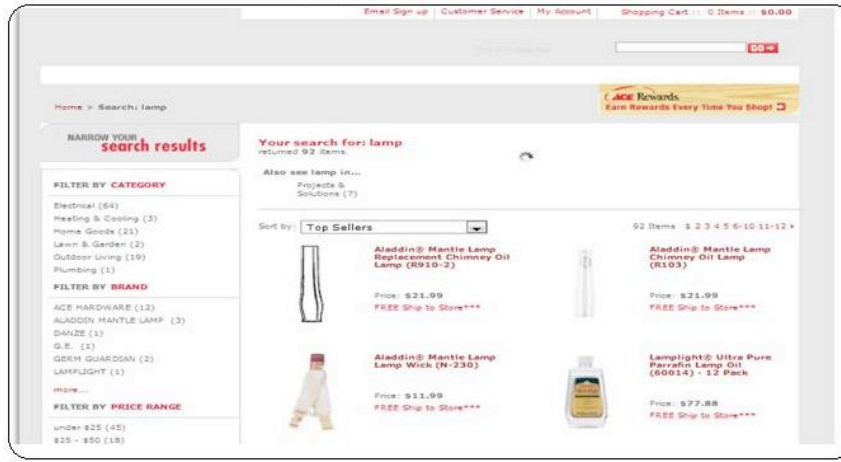 Email Sign up Customer Service My Account Shopping Cart :: 0 Items :: $0.00
GO
Home > Search: lamp
ACE Rewards
Earn Rewards Every Time You Shop!
NARROW YOUR
search results
Your search for: lamp
returned 92 items.
Also see lamp in...
Projects &
Solutions (7)
FILTER BY CATEGORY
Electrical (64)
Heating & Cooling (3)
Home Goods (21)
Lawn & Garden (2)
Outdoor Living (19)
Plumbing (1)
FILTER BY BRAND
ACE HARDWARE (12)
ALADDIN MANTLE LAMP (3)
DANZE (1)
G.E. (1)
GERM GUARDIAN (2)
LAMPLIGHT (1)
more...
FILTER BY PRICE RANGE
under $25 (45)
$25 - $50 (18)
Sort by: Top Sellers
92 Items 1 2 3 4 5 6-10 11-12
Aladdin® Mantle Lamp
Replacement Chimney Oil
Lamp (R910-2)
Price: $21.99
FREE Ship to Store***
Aladdin® Mantle Lamp
Chimney Oil Lamp
(R103)
Price: $21.99
FREE Ship to Store***
Aladdin® Mantle Lamp
Lamp Wick (N-230)
Price: $11.99
FREE Ship to Store***
Lamplight® Ultra Pure
Parrafin Lamp Oil
(60014) - 12 Pack
Price: $77.88
FREE Ship to Store***